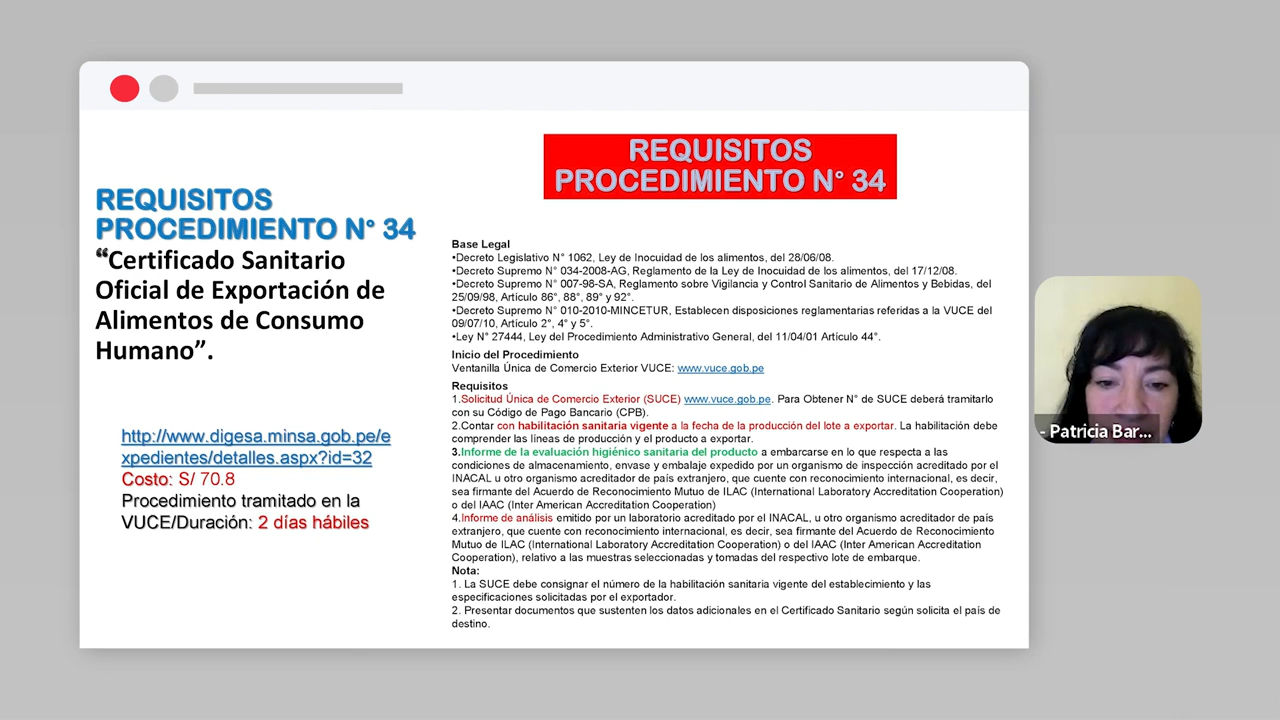 REQUISITOS
PROCEDIMIENTO N° 34
“Certificado Sanitario
Oficial de Exportación de
Alimentos de Consumo
Humano”.
http://www.digesa.minsa.gob.pe/e
xpedientes/detalles.aspx?id=32
Costo: S/ 70.8
Procedimiento tramitado en la
VUCE/Duración: 2 días hábiles
REQUISITOS
PROCEDIMIENTO N° 34
Base Legal
•Decreto Legislativo N° 1062, Ley de Inocuidad de los alimentos, del 28/06/08.
•Decreto Supremo N° 034-2008-AG, Reglamento de la Ley de Inocuidad de los alimentos, del 17/12/08.
•Decreto Supremo N° 007-98-SA, Reglamento sobre Vigilancia y Control Sanitario de Alimentos y Bebidas, del
25/09/98, Artículo 86°, 88°, 89° y 92°.
•Decreto Supremo N° 010-2010-MINCETUR, Establecen disposiciones reglamentarias referidas a la VUCE del
09/07/10, Artículo 2°, 4° y 5°.
•Ley N° 27444, Ley del Procedimiento Administrativo General, del 11/04/01 Artículo 44°.
Inicio del Procedimiento
Ventanilla Única de Comercio Exterior VUCE: www.vuce.gob.pe
Requisitos
1.Solicitud Única de Comercio Exterior (SUCE) www.vuce.gob.pe. Para Obtener N° de SUCE deberá tramitarlo
con su Código de Pago Bancario (CPB).
2.Contar con habilitación sanitaria vigente a la fecha de la producción del lote a exportar. La habilitación debe
comprender las líneas de producción y el producto a exportar.
3.Informe de la evaluación higiénico sanitaria del producto a embarcarse en lo que respecta a las
condiciones de almacenamiento, envase y embalaje expedido por un organismo de inspección acreditado por el
INACAL u otro organismo acreditador de país extranjero, que cuente con reconocimiento internacional, es decir,
sea firmante del Acuerdo de Reconocimiento Mutuo de ILAC (International Laboratory Accreditation Cooperation)
o del IAAC (Inter American Accreditation Cooperation)
4.Informe de análisis emitido por un laboratorio acreditado por el INACAL, u otro organismo acreditador de país
extranjero, que cuente con reconocimiento internacional, es decir, sea firmante del Acuerdo de Reconocimiento
Mutuo de ILAC (International Laboratory Accreditation Cooperation) o del IAAC (Inter American Accreditation
Cooperation), relativo a las muestras seleccionadas y tomadas del respectivo lote de embarque.
Nota:
1. La SUCE debe consignar el número de la habilitación sanitaria vigente del establecimiento y las
especificaciones solicitadas por el exportador.
2. Presentar documentos que sustenten los datos adicionales en el Certificado Sanitario según solicita el país de
destino.
- Patricia Bar...